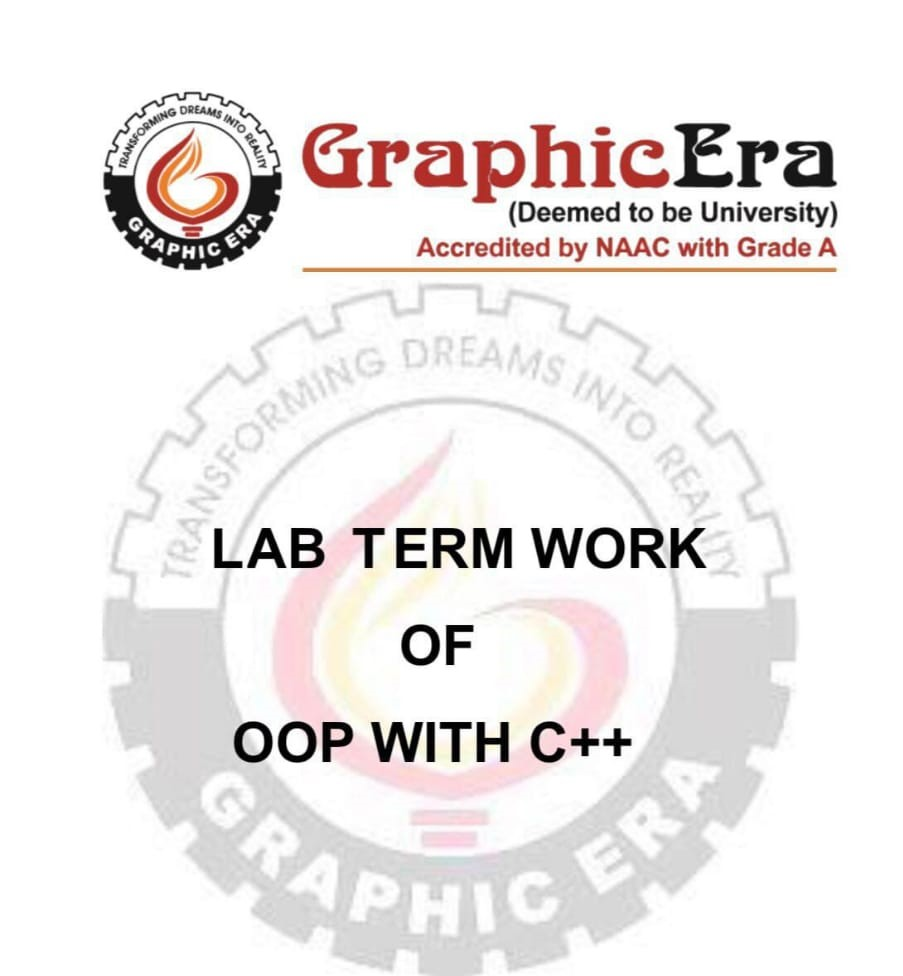 TRANSFORMING DREAMS INTO REALITY
GRAPHIC ERA
GraphicEra
(Deemed to be University)
Accredited by NAAC with Grade A
TRANSFORMING DREAMS INTO REALITY
LAB TERM WORK
OF
OOP WITH C++
GRAPHIC ERA